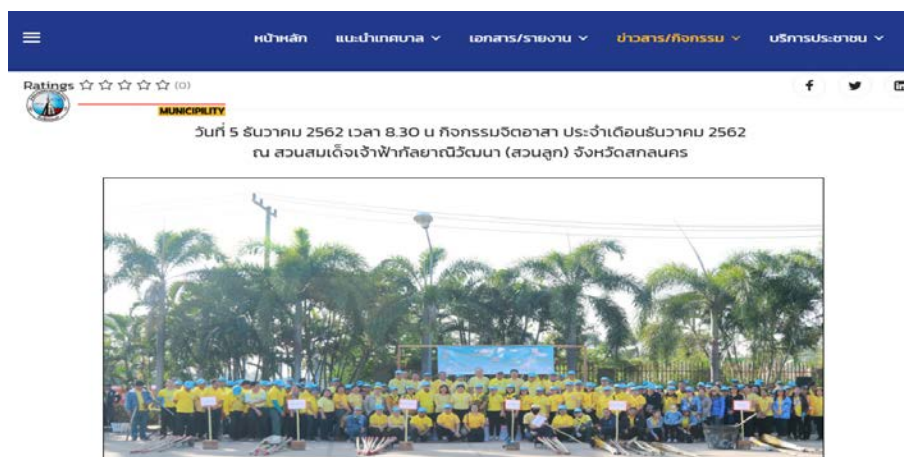 หน้าหลัก แนะนำเทศบาล เอกสาร/รายงาน ข่าวสาร/กิจกรรม บริการประชาชน
Ratings ☆ ☆ ☆ ☆ ☆ (0)
MUNICIPILITY
วันที่ 5 ธันวาคม 2562 เวลา 8.30 น กิจกรรมจิตอาสา ประจำเดือนธันวาคม 2562
ณ สวนสมเด็จเจ้าฟ้ากัลยาณิวัฒนา (สวนลูก) จังหวัดสกลนคร